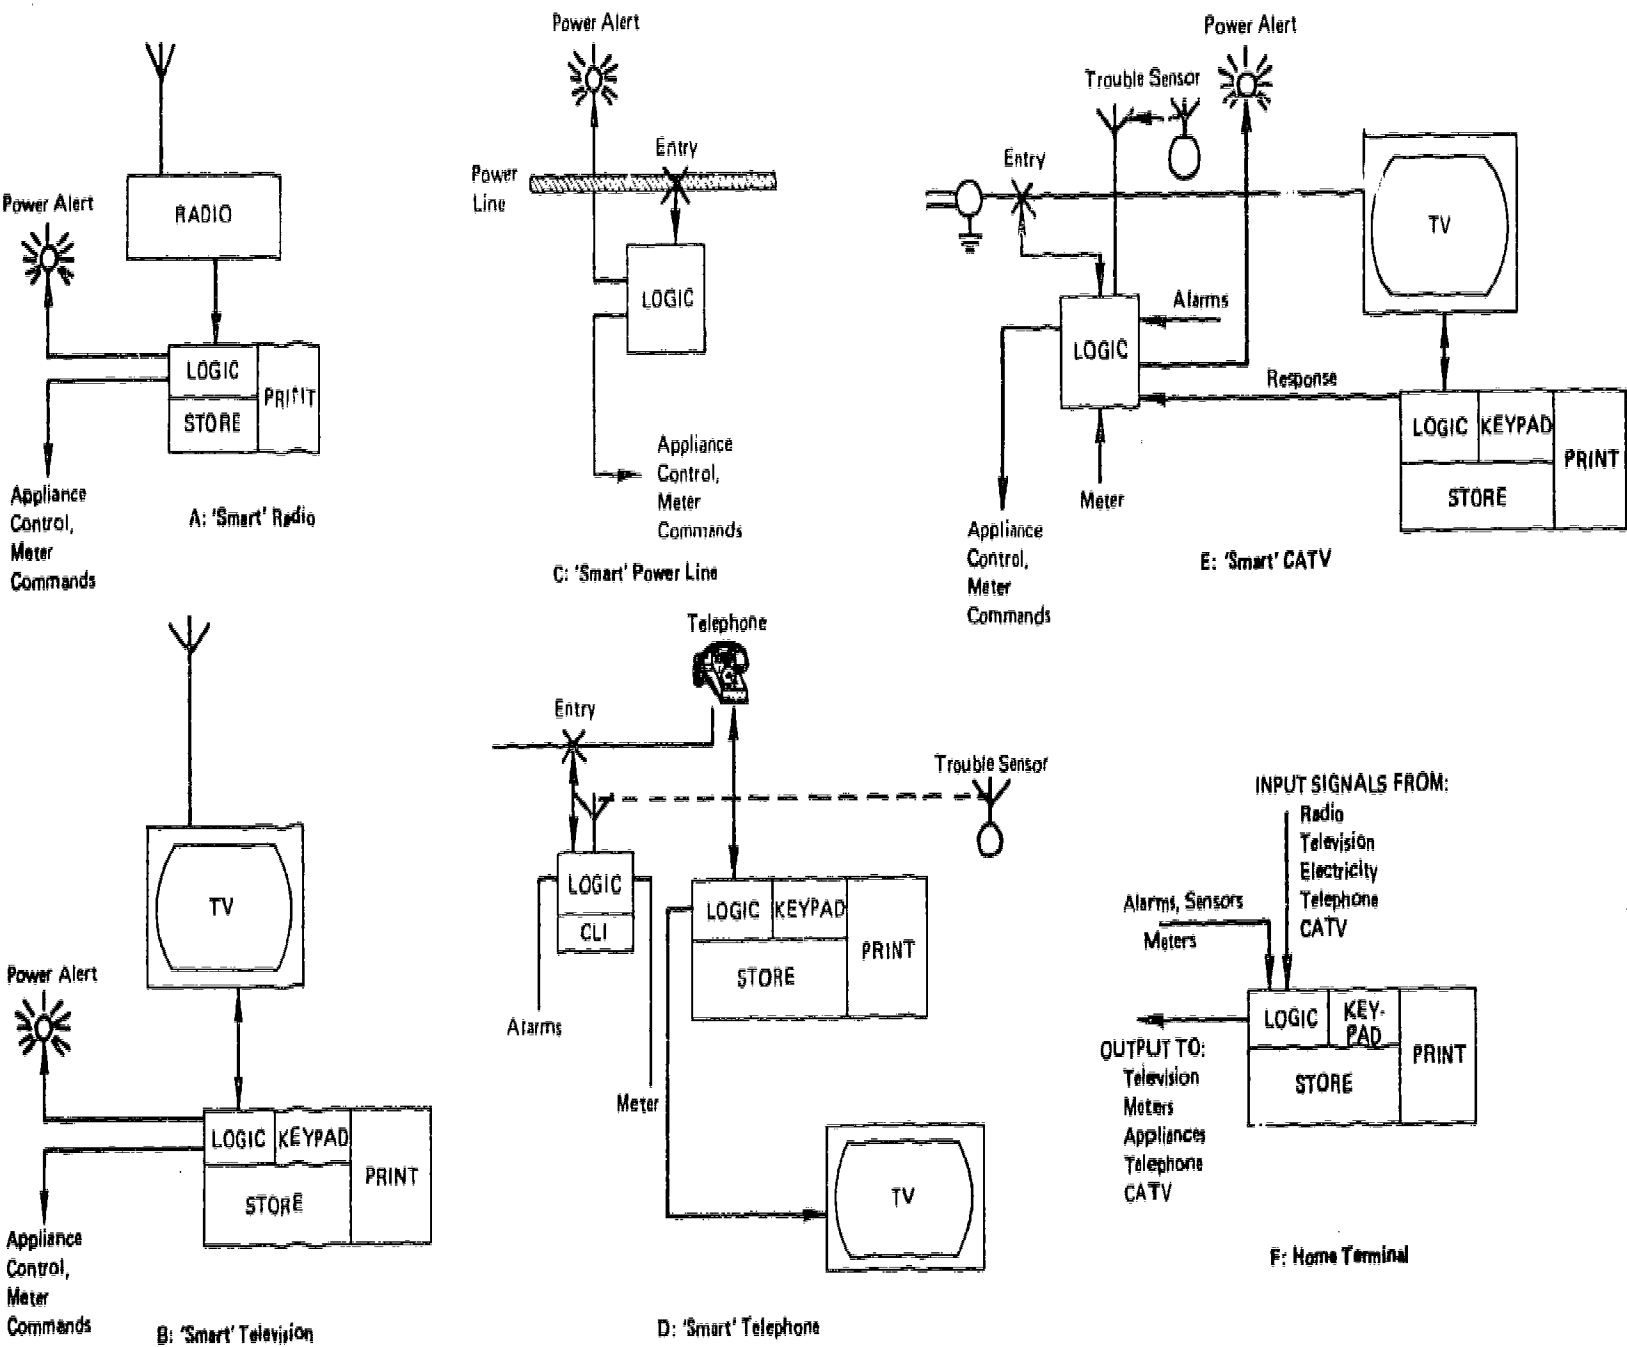 Power Alert
RADIO
LOGIC
STORE
PRINT
Appliance
Control,
Meter
Commands
A: 'Smart' Radio
Power Alert
Entry
Power
Line
LOGIC
Appliance
Control,
Meter
Commands
C: 'Smart' Power Line
Power Alert
Trouble Sensor
Entry
TV
Alarms
LOGIC
Response
Meter
LOGIC
KEYPAD
PRINT
STORE
Appliance
Control,
Meter
Commands
E: 'Smart' CATV
TV
Power Alert
LOGIC
KEYPAD
PRINT
STORE
Appliance
Control,
Meter
Commands
B: 'Smart' Television
Telephone
Entry
Trouble Sensor
LOGIC
CLI
LOGIC
KEYPAD
PRINT
STORE
Alarms
Meter
TV
D: 'Smart' Telephone
INPUT SIGNALS FROM:
Radio
Television
Electricity
Telephone
CATV
Alarms, Sensors
Meters
LOGIC
KEY-
PAD
PRINT
STORE
OUTPUT TO:
Television
Meters
Appliances
Telephone
CATV
F: Home Terminal